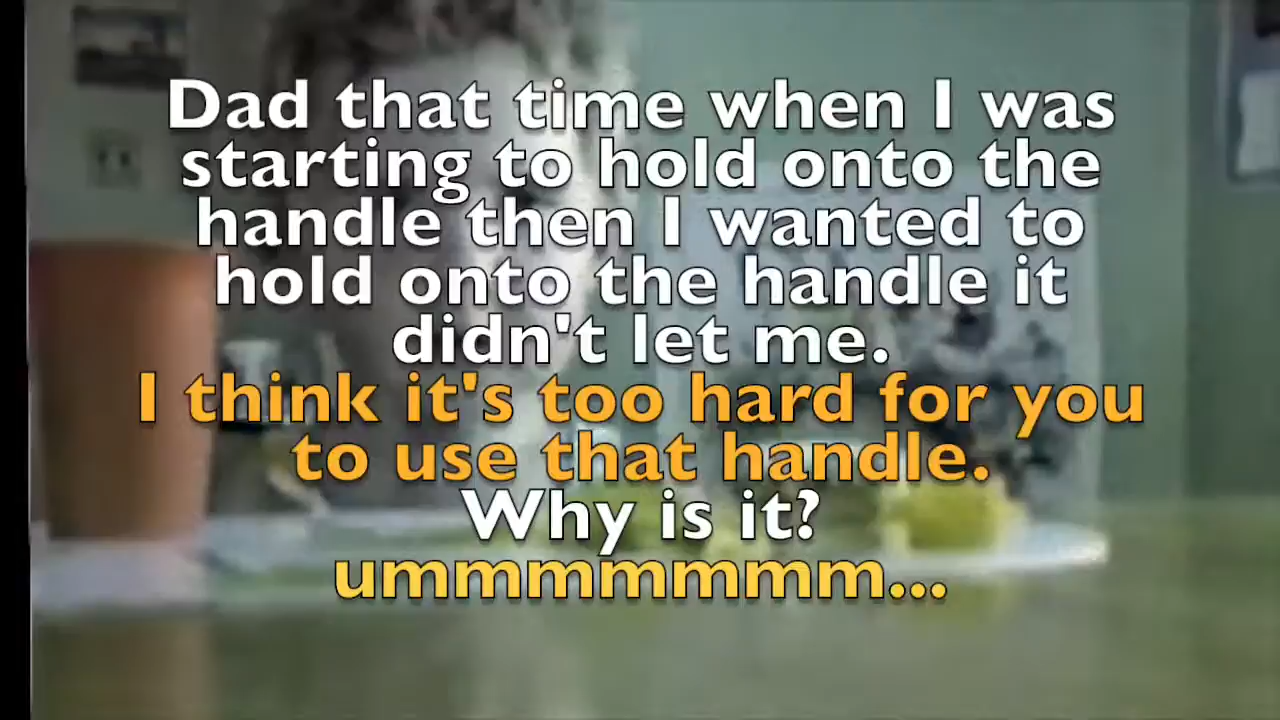 Dad that time when I was
starting to hold onto the
handle then I wanted to
hold onto the handle it
didn't let me.
I think it's too hard for you
to use that handle.
Why is it?
ummmmmmm...